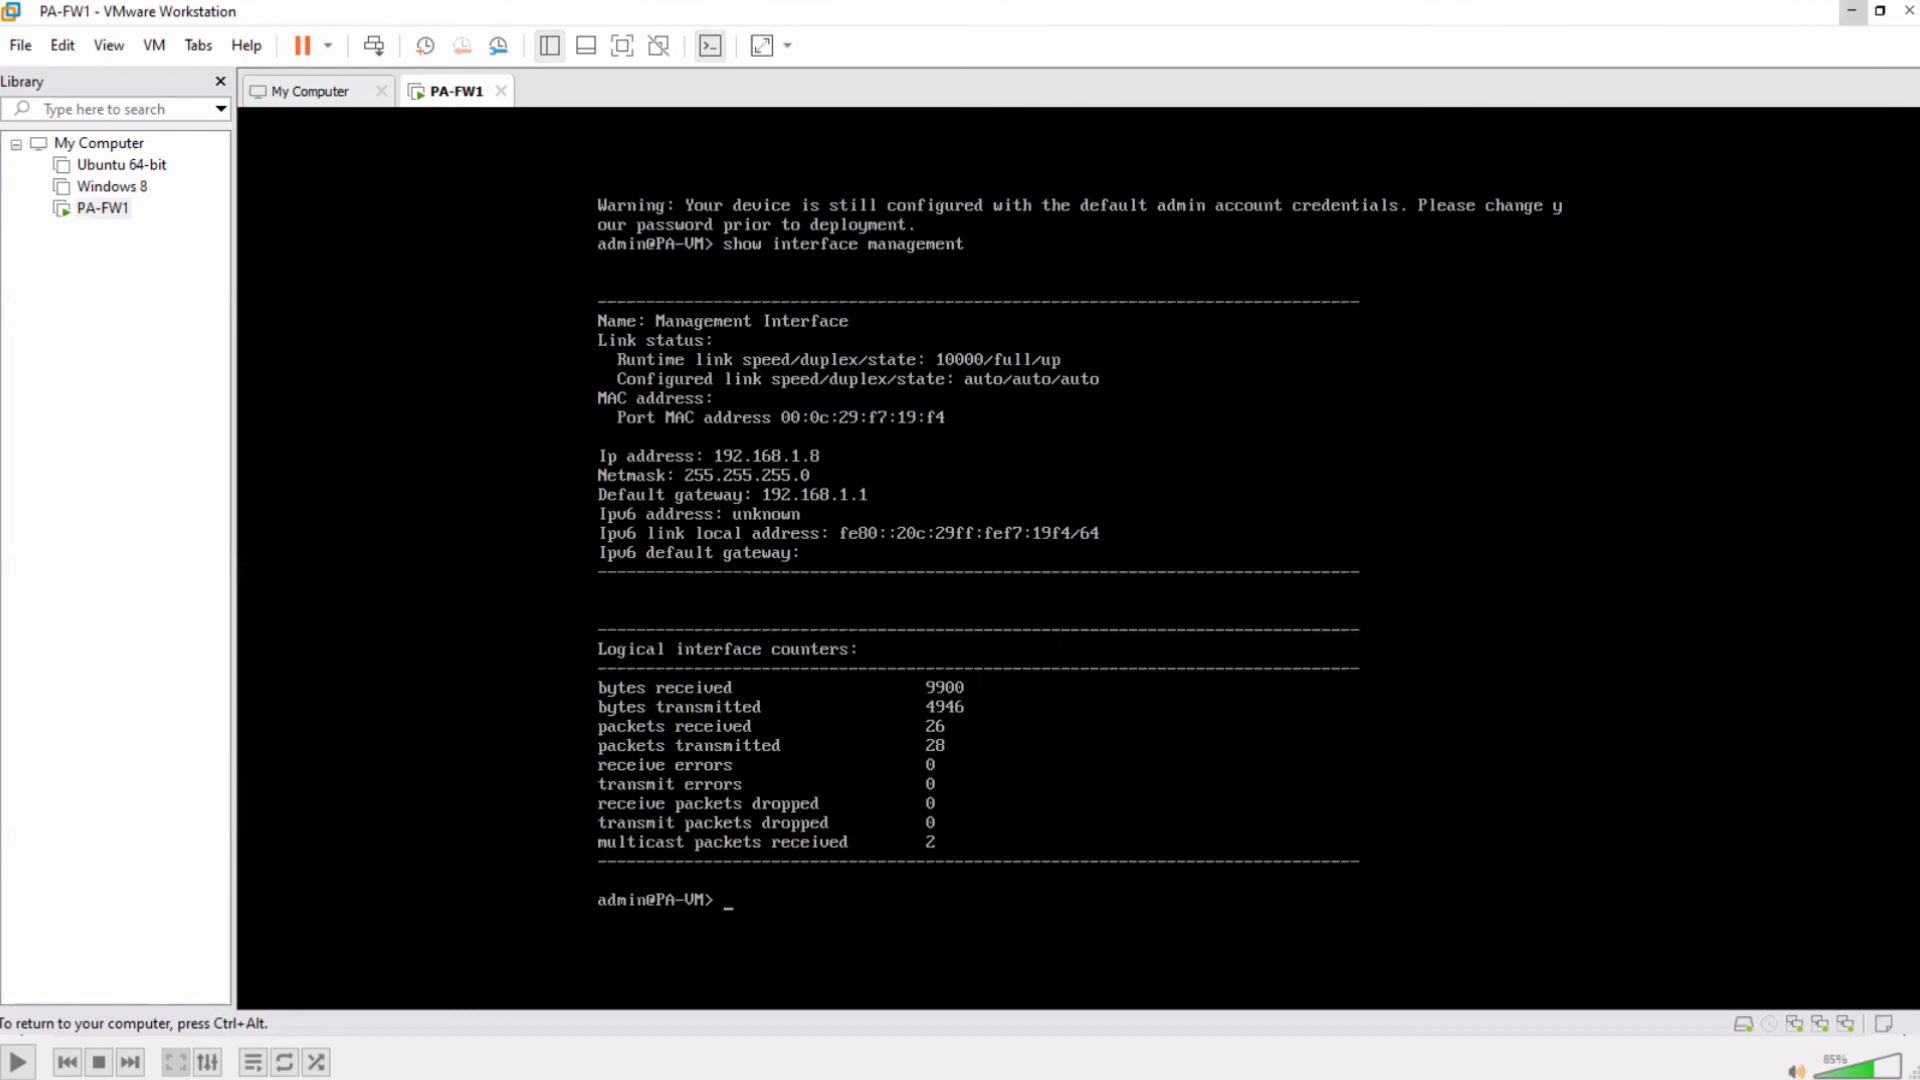 PA-FW1 - VMware Workstation
File Edit View VM Tabs Help
Library
Type here to search
My Computer
Ubuntu 64-bit
Windows 8
PA-FW1
My Computer
PA-FW1
Warning: Your device is still configured with the default admin account credentials. Please change y
our password prior to deployment.
admin@PA-VM> show interface management
--------------------------------------------------------------------------------
Name: Management Interface
Link status:
Runtime link speed/duplex/state: 10000/full/up
Configured link speed/duplex/state: auto/auto/auto
MAC address:
Port MAC address 00:0c:29:f7:19:f4
Ip address: 192.168.1.8
Netmask: 255.255.255.0
Default gateway: 192.168.1.1
Ipv6 address: unknown
Ipv6 link local address: fe80::20c:29ff:fef7:19f4/64
Ipv6 default gateway:
--------------------------------------------------------------------------------
--------------------------------------------------------------------------------
Logical interface counters:
--------------------------------------------------------------------------------
bytes received 9900
bytes transmitted 4946
packets received 26
packets transmitted 28
receive errors 0
transmit errors 0
receive packets dropped 0
transmit packets dropped 0
multicast packets received 2
--------------------------------------------------------------------------------
admin@PA-VM> _
To return to your computer, press Ctrl+Alt.
85%